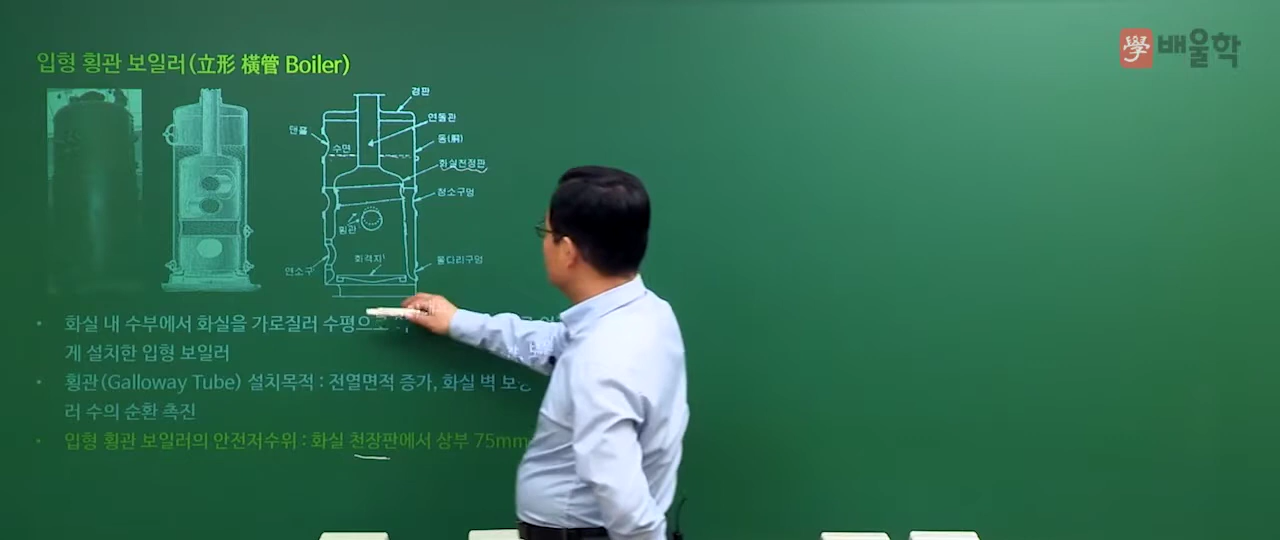 學 배울학
입형 횡관 보일러(立形 橫管 Boiler)
경판
연돌관
맨홀
수면
동(胴)
화실천정판
청소구멍
횡관
화격자
연소구
물다리구멍
• 화실 내 수부에서 화실을 가로질러 수평으로
게 설치한 입형 보일러
• 횡관(Galloway Tube) 설치목적 : 전열면적 증가, 화실 벽 보강
러 수의 순환 촉진
• 입형 횡관 보일러의 안전저수위 : 화실 천장판에서 상부 75mm